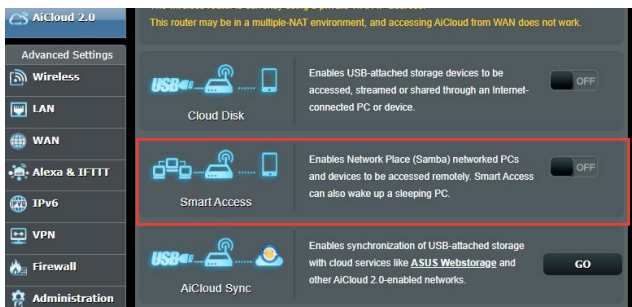 AiCloud 2.0
This router may be in a multiple-NAT environment, and accessing AiCloud from WAN does not work.
Advanced Settings
Wireless
LAN
WAN
Alexa & IFTTT
IPv6
VPN
Firewall
Administration
USB
Cloud Disk
Enables USB-attached storage devices to be
accessed, streamed or shared through an Internet-
connected PC or device.
OFF
Smart Access
Enables Network Place (Samba) networked PCs
and devices to be accessed remotely. Smart Access
can also wake up a sleeping PC.
OFF
USB
AiCloud Sync
Enables synchronization of USB-attached storage
with cloud services like ASUS Webstorage and
other AiCloud 2.0-enabled networks.
GO